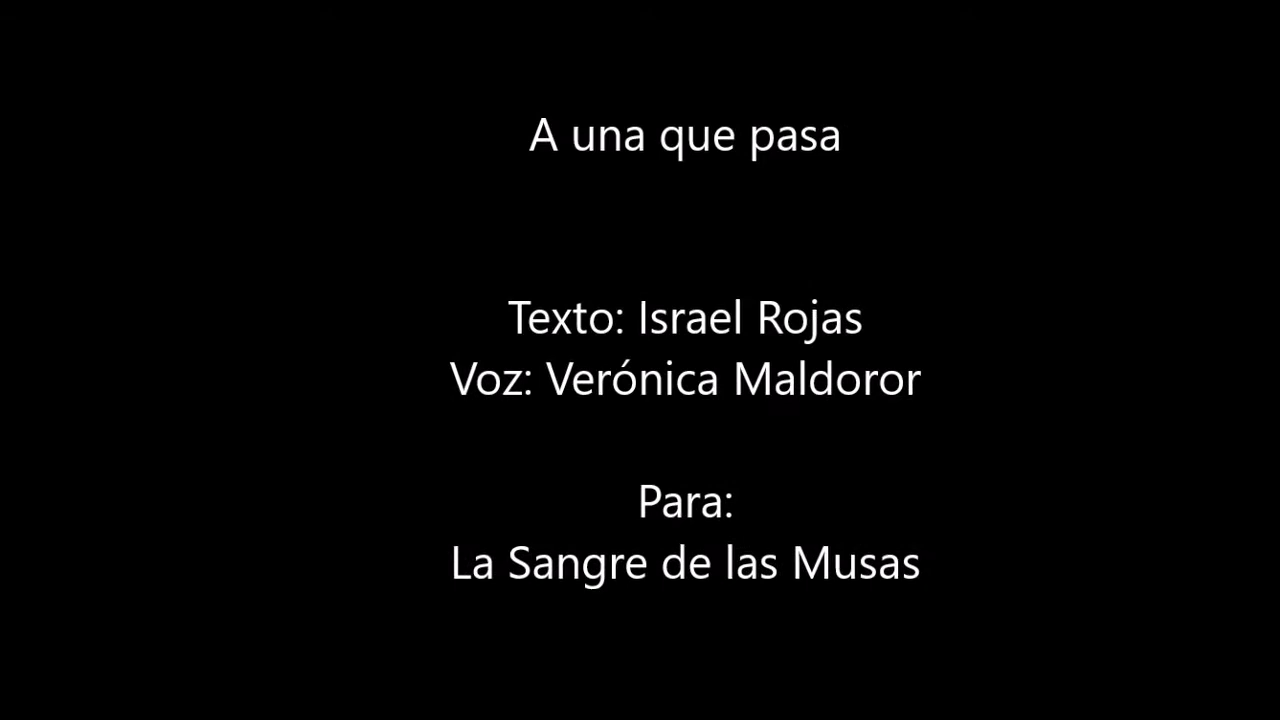 A una que pasa
Texto: Israel Rojas
Voz: Verónica Maldoror
Para:
La Sangre de las Musas